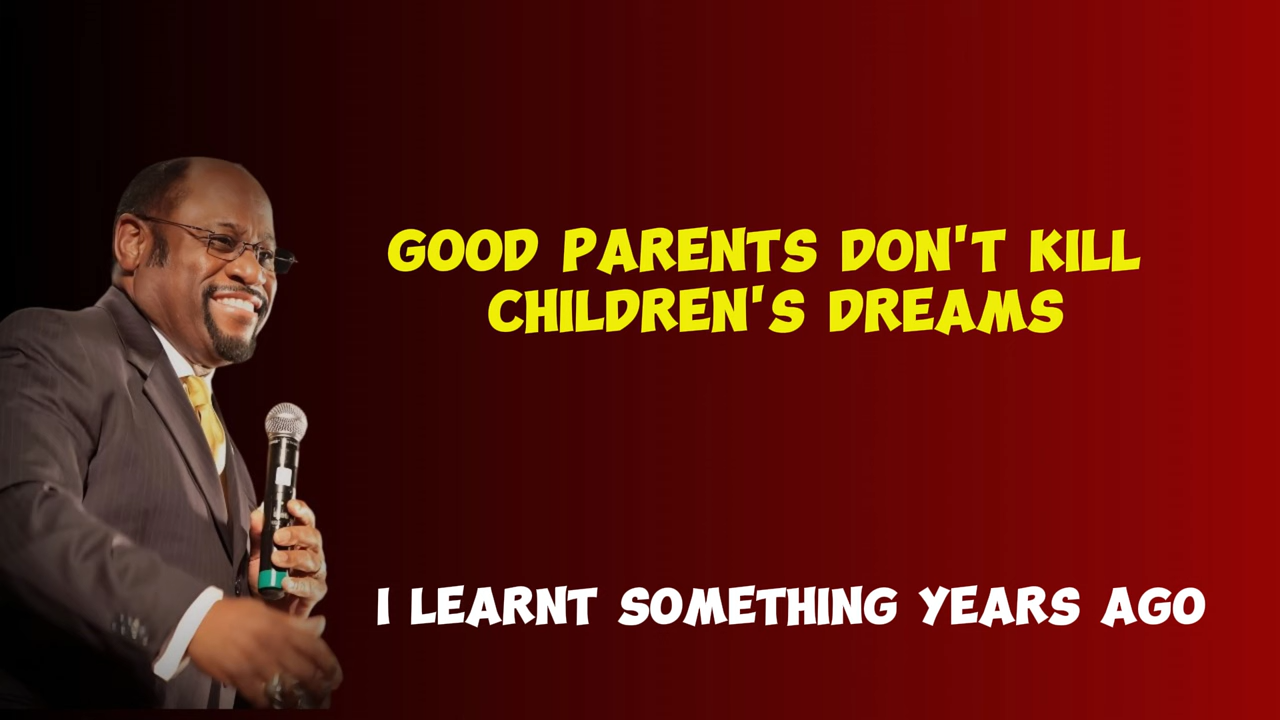 GOOD PARENTS DON'T KILL
CHILDREN'S DREAMS
I LEARNT SOMETHING YEARS AGO